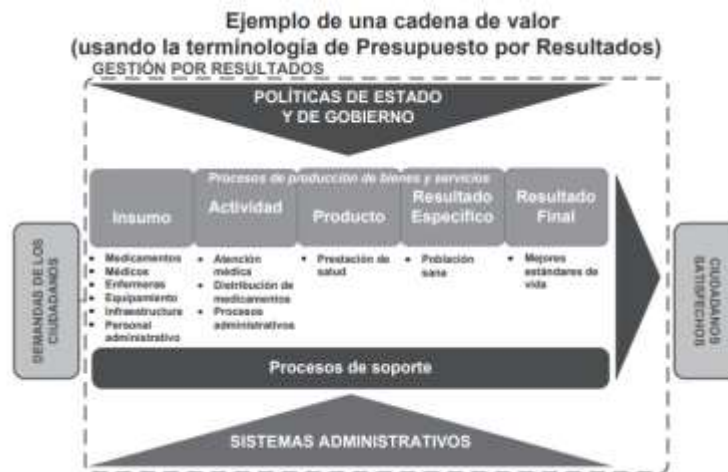 Ejemplo de una cadena de valor
(usando la terminología de Presupuesto por Resultados)
GESTIÓN POR RESULTADOS
POLÍTICAS DE ESTADO
Y DE GOBIERNO
Procesos de producción de bienes y servicios
Insumo
Actividad
Producto
Resultado
Específico
Resultado
Final
• Medicamentos
• Médicos
• Enfermeras
• Equipamiento
• Infraestructura
• Personal
administrativo
• Atención
médica
• Distribución de
medicamentos
• Procesos
administrativos
• Prestación de
salud
• Población
sana
• Mejores
estándares de
vida
DEMANDAS DE LOS
CIUDADANOS
CIUDADANOS
SATISFECHOS
Procesos de soporte
SISTEMAS ADMINISTRATIVOS